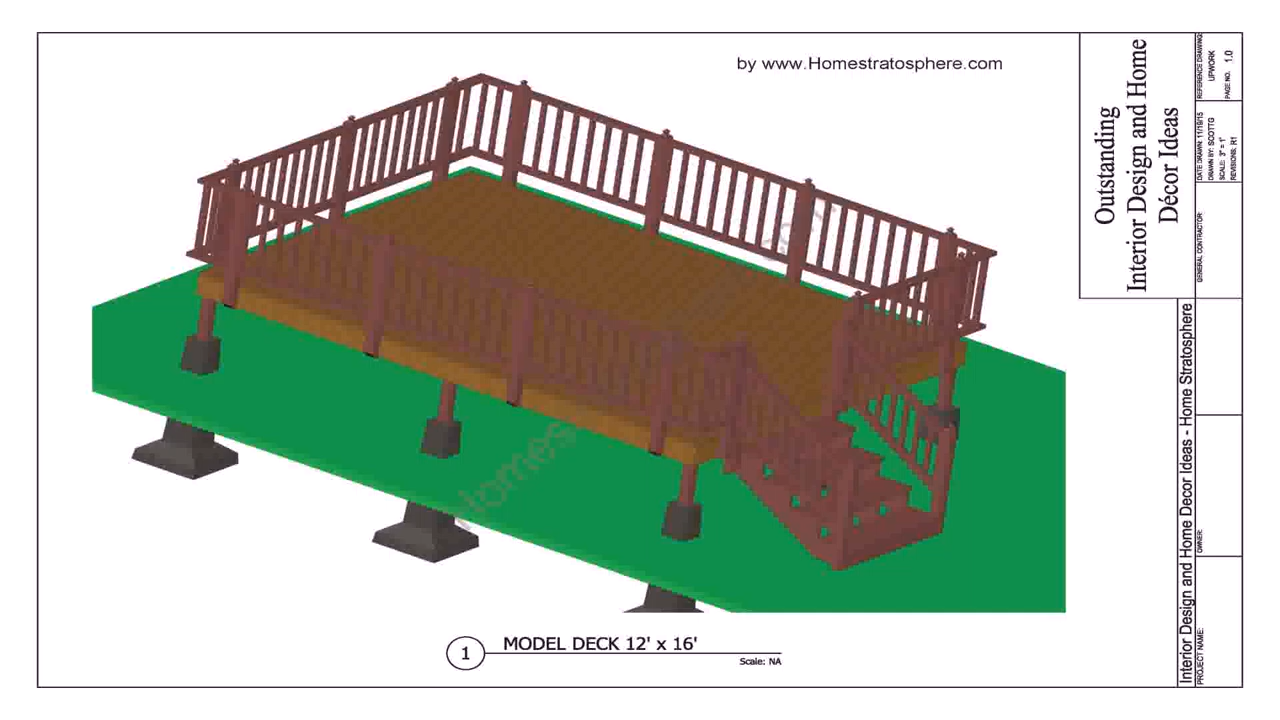 by www.Homestratosphere.com
Outstanding
Interior Design and Home
Décor Ideas
REFERENCE DRAWING:
UPWORK
PAGE NO. 1.0
DATE DRAWN: 11/19/15
DRAWN BY: SCOTTG
SCALE: 3" = 1'
REVISIONS: R1
GENERAL CONTRACTOR:
Interior Design and Home Decor Ideas - Home Stratosphere
OWNER:
PROJECT NAME:
1
MODEL DECK 12' x 16'
Scale: NA